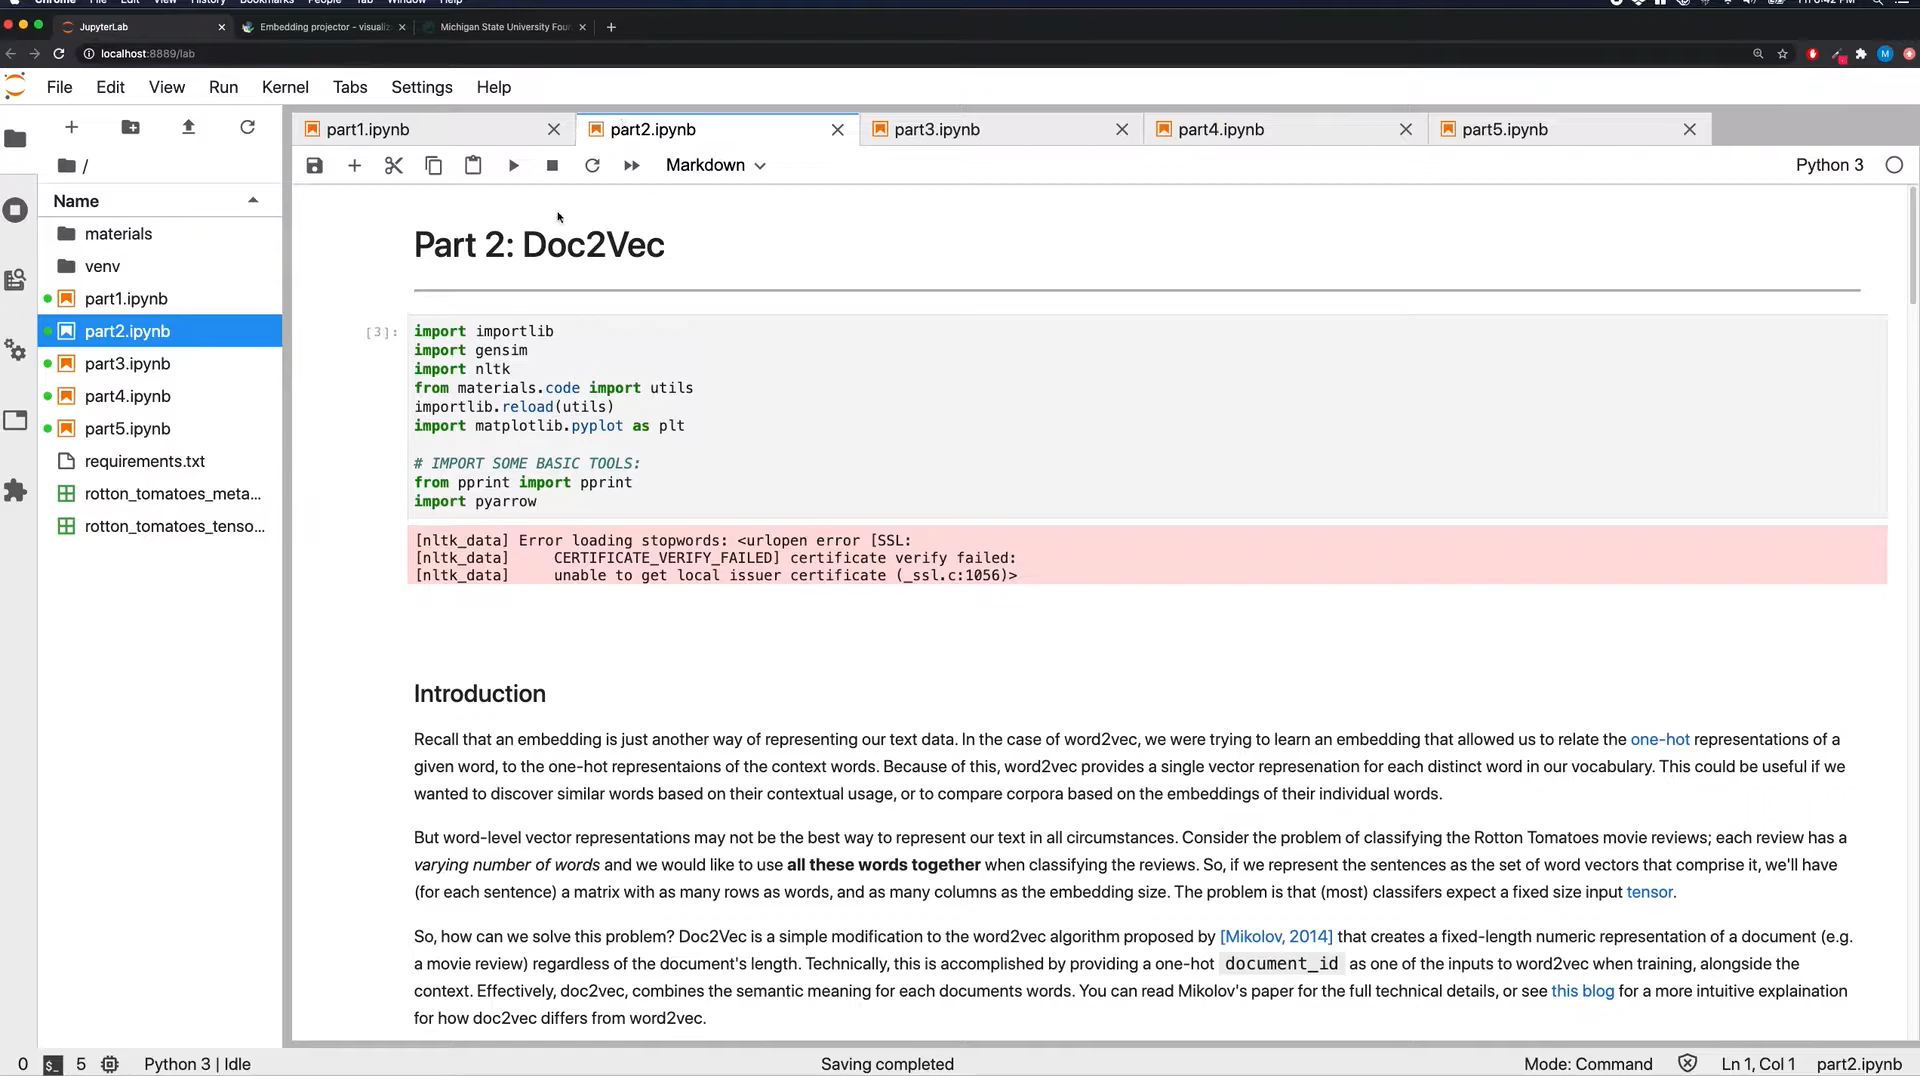 JupyterLab
Embedding projector - visualiz
Michigan State University Foun
localhost:8889/lab
File Edit View Run Kernel Tabs Settings Help
part1.ipynb
part2.ipynb
part3.ipynb
part4.ipynb
part5.ipynb
/
Markdown
Python 3
Name
materials
venv
part1.ipynb
part2.ipynb
part3.ipynb
part4.ipynb
part5.ipynb
requirements.txt
rotton_tomatoes_meta...
rotton_tomatoes_tenso...
Part 2: Doc2Vec
[3]:
import importlib
import gensim
import nltk
from materials.code import utils
importlib.reload(utils)
import matplotlib.pyplot as plt
# IMPORT SOME BASIC TOOLS:
from pprint import pprint
import pyarrow
[nltk_data] Error loading stopwords: <urlopen error [SSL:
[nltk_data]     CERTIFICATE_VERIFY_FAILED] certificate verify failed:
[nltk_data]     unable to get local issuer certificate (_ssl.c:1056)>
Introduction
Recall that an embedding is just another way of representing our text data. In the case of word2vec, we were trying to learn an embedding that allowed us to relate the one-hot representations of a
given word, to the one-hot representaions of the context words. Because of this, word2vec provides a single vector represenation for each distinct word in our vocabulary. This could be useful if we
wanted to discover similar words based on their contextual usage, or to compare corpora based on the embeddings of their individual words.
But word-level vector representations may not be the best way to represent our text in all circumstances. Consider the problem of classifying the Rotton Tomatoes movie reviews; each review has a
varying number of words and we would like to use all these words together when classifying the reviews. So, if we represent the sentences as the set of word vectors that comprise it, we'll have
(for each sentence) a matrix with as many rows as words, and as many columns as the embedding size. The problem is that (most) classifers expect a fixed size input tensor.
So, how can we solve this problem? Doc2Vec is a simple modification to the word2vec algorithm proposed by [Mikolov, 2014] that creates a fixed-length numeric representation of a document (e.g.
a movie review) regardless of the document's length. Technically, this is accomplished by providing a one-hot document_id as one of the inputs to word2vec when training, alongside the
context. Effectively, doc2vec, combines the semantic meaning for each documents words. You can read Mikolov's paper for the full technical details, or see this blog for a more intuitive explaination
for how doc2vec differs from word2vec.
0 5 Python 3 | Idle
Saving completed
Mode: Command
Ln 1, Col 1
part2.ipynb